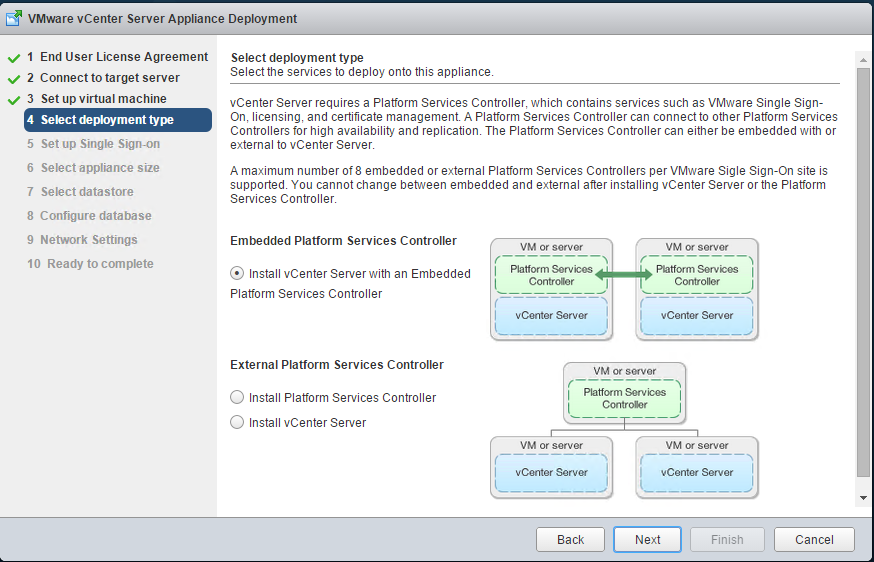 VMware vCenter Server Appliance Deployment
1 End User License Agreement
2 Connect to target server
3 Set up virtual machine
4 Select deployment type
5 Set up Single Sign-on
6 Select appliance size
7 Select datastore
8 Configure database
9 Network Settings
10 Ready to complete
Select deployment type
Select the services to deploy onto this appliance.
vCenter Server requires a Platform Services Controller, which contains services such as VMware Single Sign-
On, licensing, and certificate management. A Platform Services Controller can connect to other Platform Services
Controllers for high availability and replication. The Platform Services Controller can either be embedded with or
external to vCenter Server.
A maximum number of 8 embedded or external Platform Services Controllers per VMware Sigle Sign-On site is
supported. You cannot change between embedded and external after installing vCenter Server or the Platform
Services Controller.
Embedded Platform Services Controller
Install vCenter Server with an Embedded
Platform Services Controller
VM or server
Platform Services
Controller
vCenter Server
VM or server
Platform Services
Controller
vCenter Server
External Platform Services Controller
Install Platform Services Controller
Install vCenter Server
VM or server
Platform Services
Controller
VM or server
vCenter Server
VM or server
vCenter Server
Back
Next
Finish
Cancel